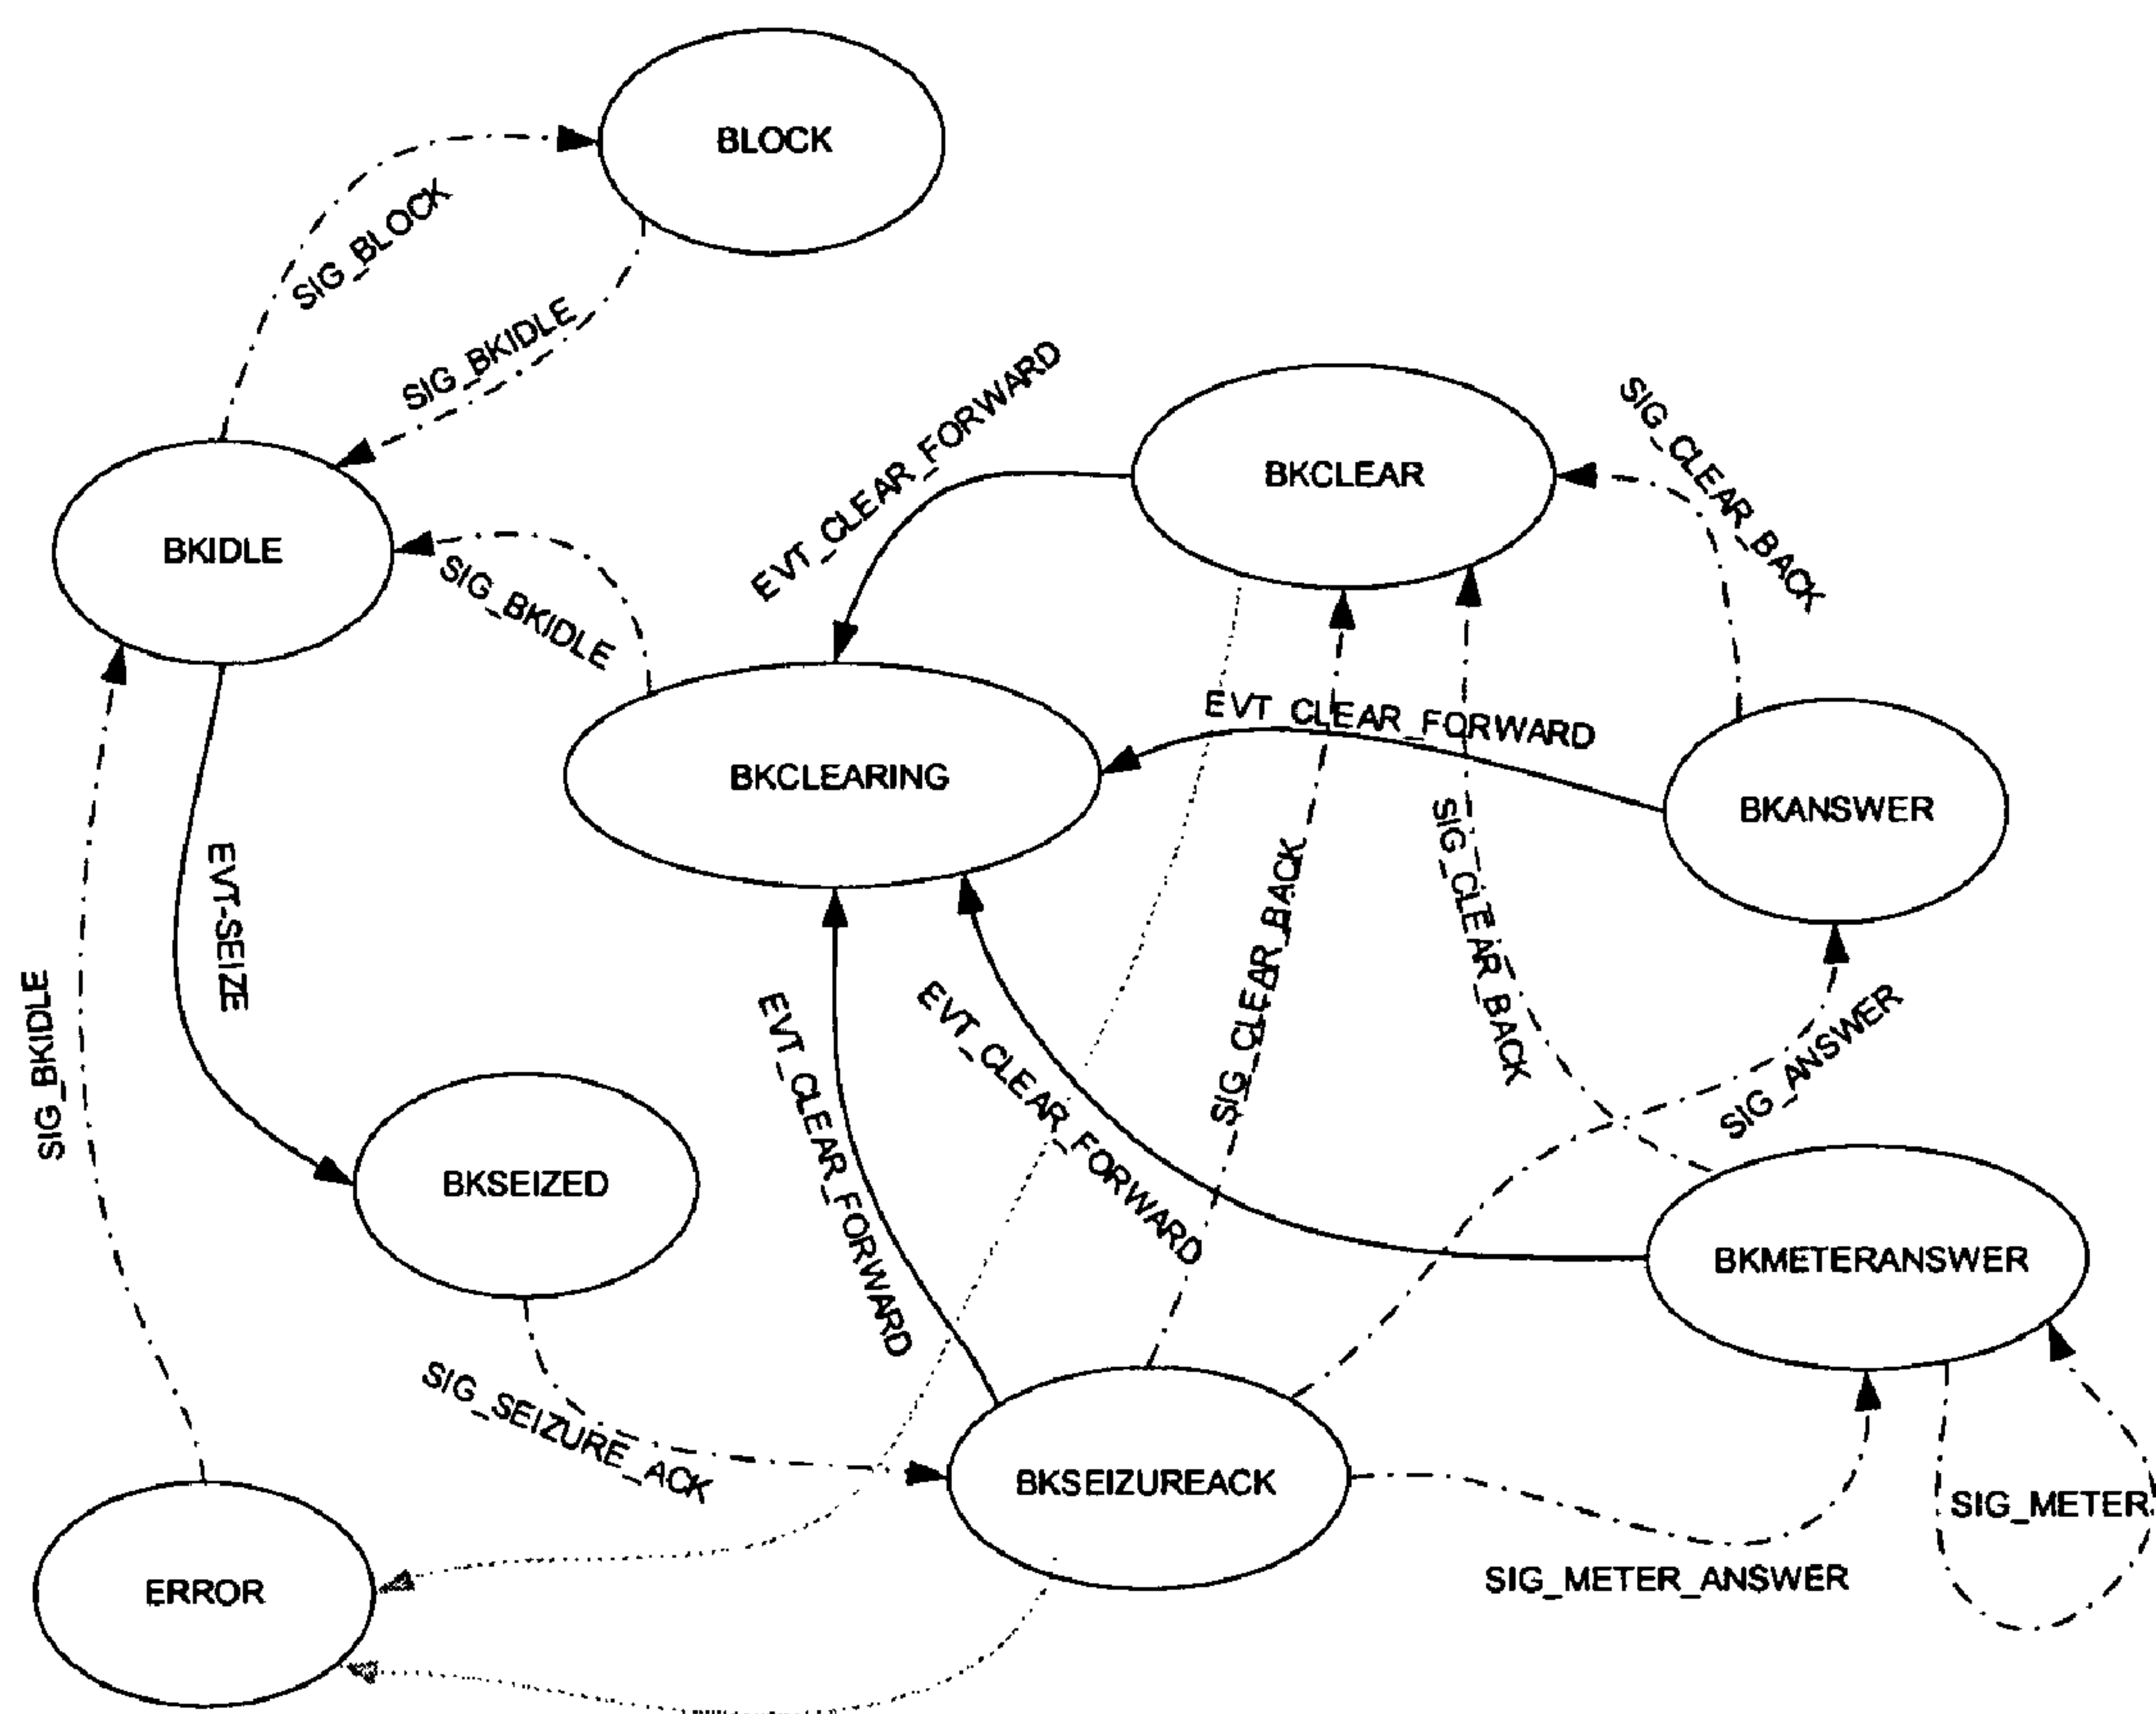 BLOCK
SIG_BLOCK
SIG_BKIDLE
EVT_CLEAR_FORWARD
SIG_CLEAR_BACK
BKCLEAR
BKIDLE
SIG_BKIDLE
EVT_CLEAR_FORWARD
BKCLEARING
BKANSWER
EVT-SEIZE
SIG_CLEAR_BACK
SIG_CLEAR_BACK
SIG_BKIDLE
EVT_CLEAR_FORWARD
EVT_CLEAR_FORWARD
SIG_ANSWER
BKSEIZED
BKMETERANSWER
SIG_SEIZURE_ACK
BKSEIZUREACK
SIG_METER
SIG_METER_ANSWER
ERROR